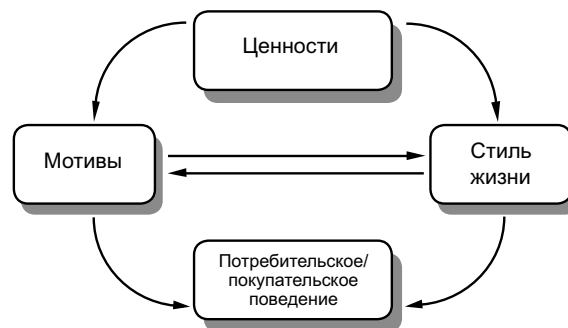 Ценности
Мотивы
Стиль
жизни
Потребительское/
покупательское
поведение